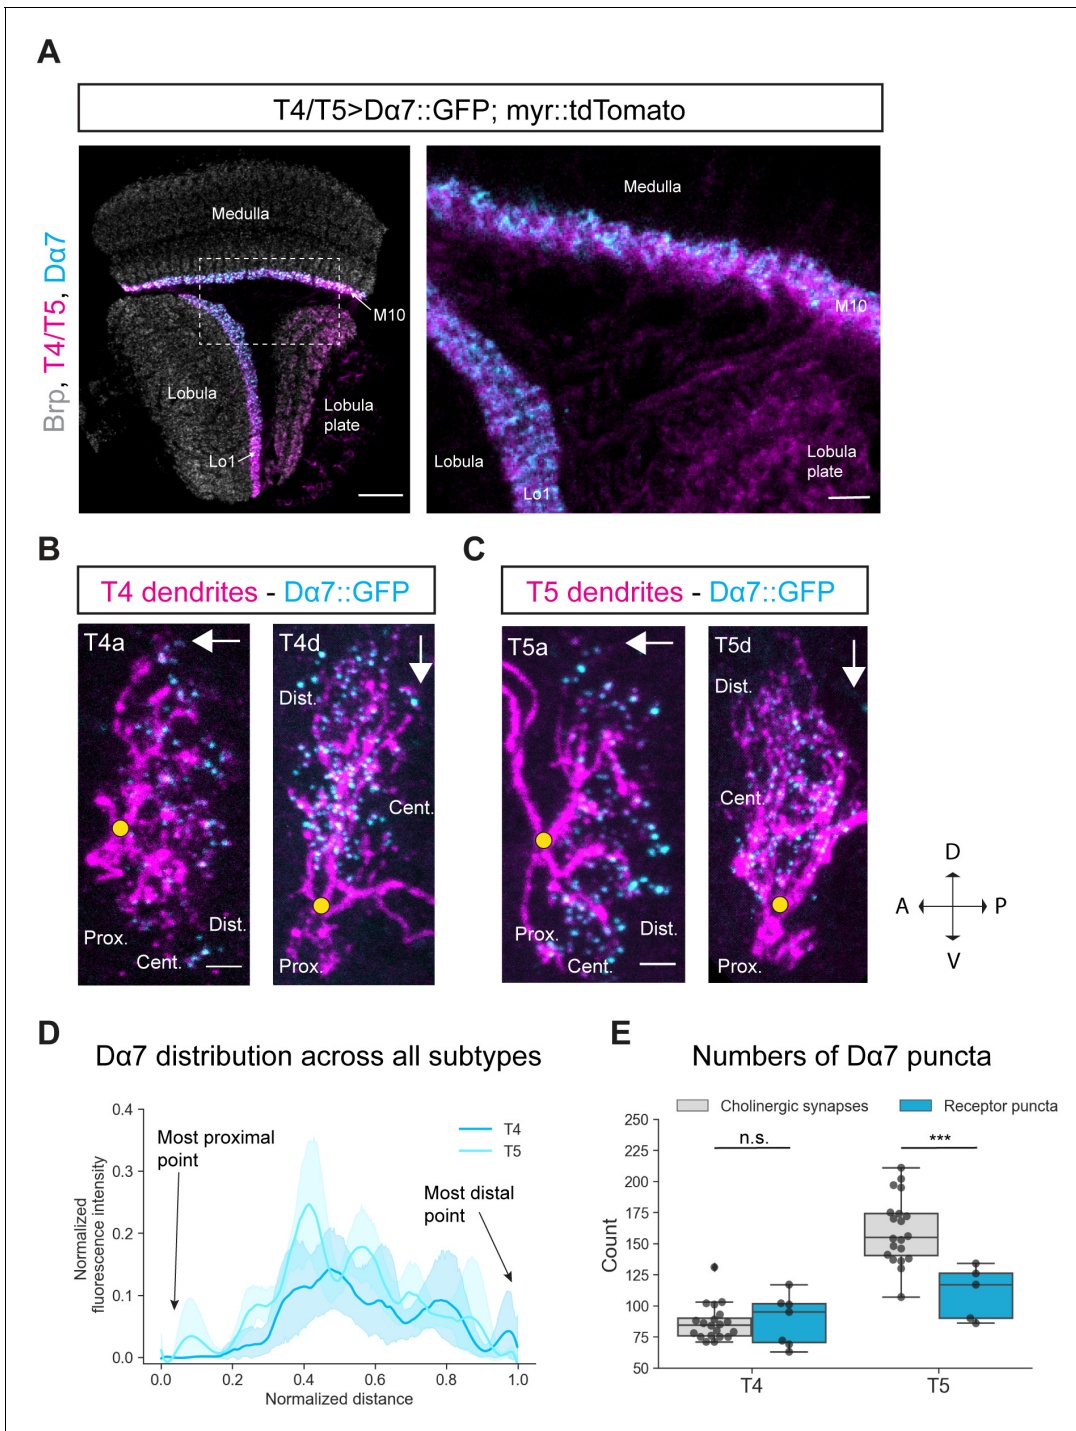 A
T4/T5>Dα7::GFP; myr::tdTomato
Brp, T4/T5, Dα7
Medulla
M10
Lobula
Lobula
plate
Lo1
Medulla
M10
Lobula
Lobula
plate
Lo1
B
T4 dendrites - Dα7::GFP
T4a
Prox.
Cent.
Dist.
T4d
Dist.
Cent.
Prox.
C
T5 dendrites - Dα7::GFP
T5a
Prox.
Cent.
Dist.
T5d
Dist.
Cent.
Prox.
D
A P
V
D
Dα7 distribution across all subtypes
Normalized
fluorescence intensity
0.4
0.3
0.2
0.1
0.0
Most proximal
point
T4
T5
Most distal
point
0.0 0.2 0.4 0.6 0.8 1.0
Normalized distance
E
Numbers of Dα7 puncta
Cholinergic synapses Receptor puncta
Count
250
225
200
175
150
125
100
75
50
n.s.
***
T4 T5